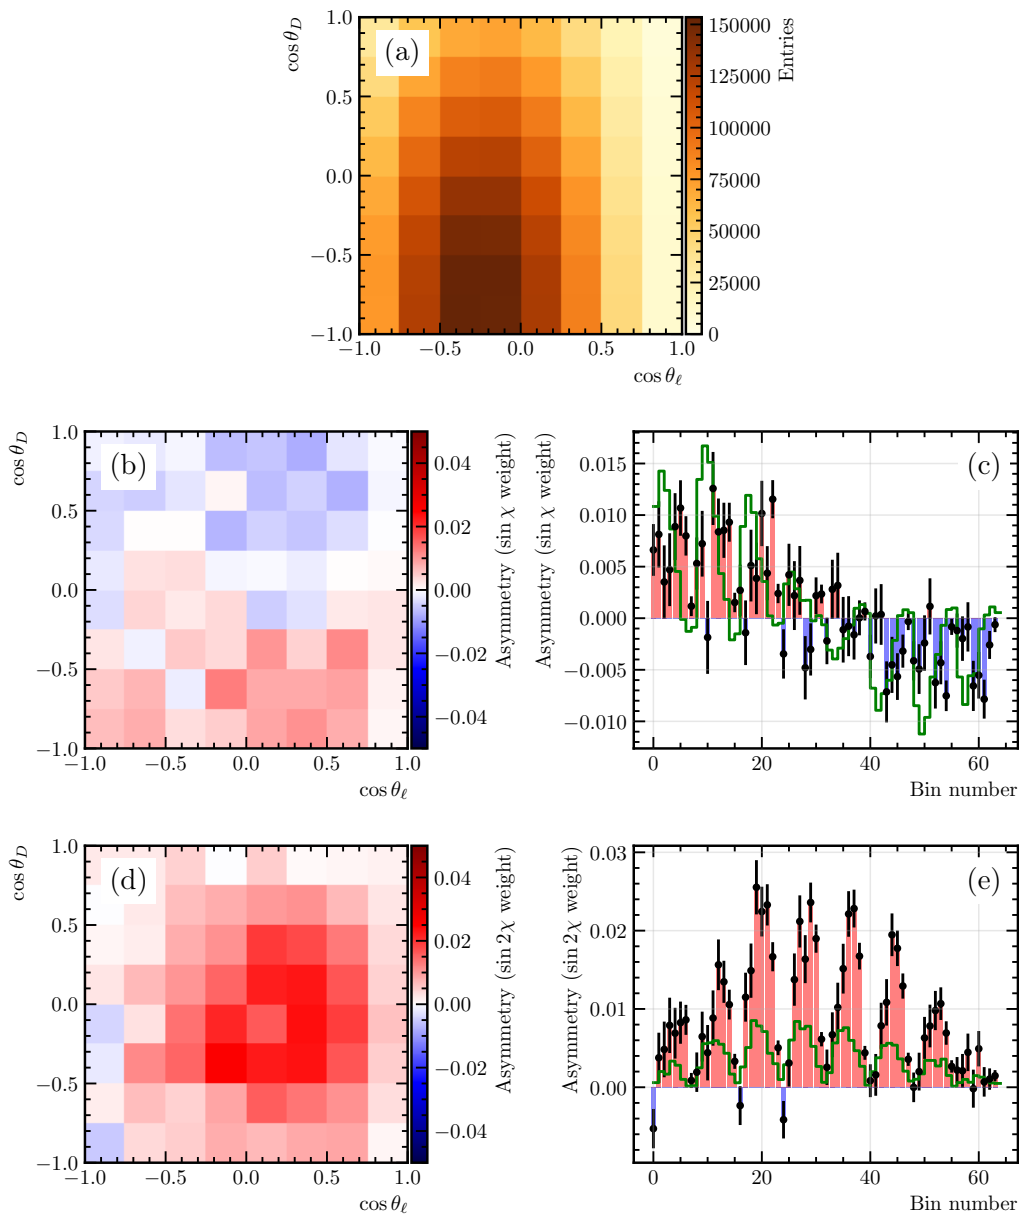 (a)
cos θ_D
1.0
0.5
0.0
−0.5
−1.0
−1.0 −0.5 0.0 0.5 1.0
cos θ_ℓ
150000
125000
100000
75000
50000
25000
0
Entries
(b)
cos θ_D
1.0
0.5
0.0
−0.5
−1.0
−1.0 −0.5 0.0 0.5 1.0
cos θ_ℓ
0.04
0.02
0.00
−0.02
−0.04
Asymmetry (sin χ weight)
(c)
Asymmetry (sin χ weight)
0.015
0.010
0.005
0.000
−0.005
−0.010
0 20 40 60
Bin number
(d)
cos θ_D
1.0
0.5
0.0
−0.5
−1.0
−1.0 −0.5 0.0 0.5 1.0
cos θ_ℓ
0.04
0.02
0.00
−0.02
−0.04
Asymmetry (sin 2χ weight)
(e)
Asymmetry (sin 2χ weight)
0.03
0.02
0.01
0.00
0 20 40 60
Bin number